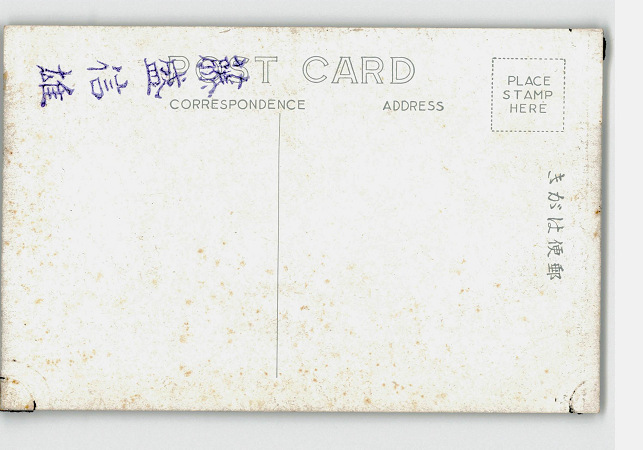 POST CARD
CORRESPONDENCE
ADDRESS
PLACE
STAMP
HERE
きがは便郵
盛信雄